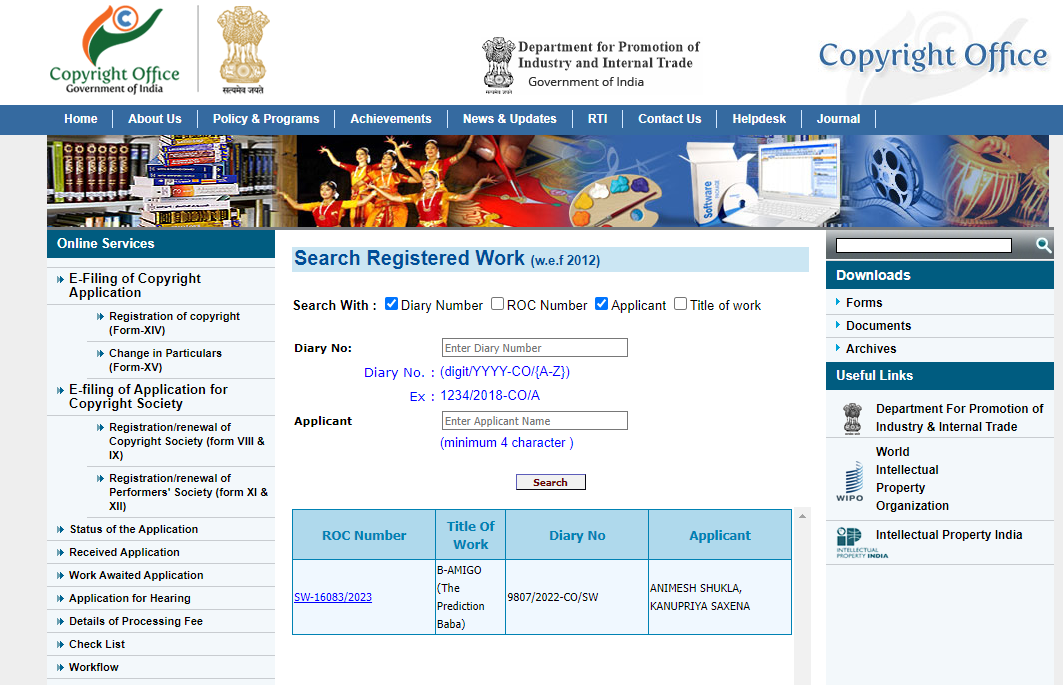 Copyright Office
Government of India
सत्यमेव जयते
Department for Promotion of
Industry and Internal Trade
Government of India
सत्यमेव जयते
Copyright Office
Home
About Us
Policy & Programs
Achievements
News & Updates
RTI
Contact Us
Helpdesk
Journal
Software
Package
Online Services
E-Filing of Copyright
Application
Registration of copyright
(Form-XIV)
Change in Particulars
(Form-XV)
E-filing of Application for
Copyright Society
Registration/renewal of
Copyright Society (form VIII &
IX)
Registration/renewal of
Performers' Society (form XI &
XII)
Status of the Application
Received Application
Work Awaited Application
Application for Hearing
Details of Processing Fee
Check List
Workflow
Search Registered Work (w.e.f 2012)
Search With : Diary Number ROC Number Applicant Title of work
Diary No: Enter Diary Number
Diary No. : (digit/YYYY-CO/{A-Z})
Ex : 1234/2018-CO/A
Applicant Enter Applicant Name
(minimum 4 character )
Search
ROC Number
Title Of
Work
Diary No
Applicant
SW-16083/2023
B-AMIGO
(The
Prediction
Baba)
9807/2022-CO/SW
ANIMESH SHUKLA,
KANUPRIYA SAXENA
Downloads
Forms
Documents
Archives
Useful Links
Department For Promotion of
Industry & Internal Trade
WIPO
World
Intellectual
Property
Organization
INTELLECTUAL
PROPERTY INDIA
Intellectual Property India